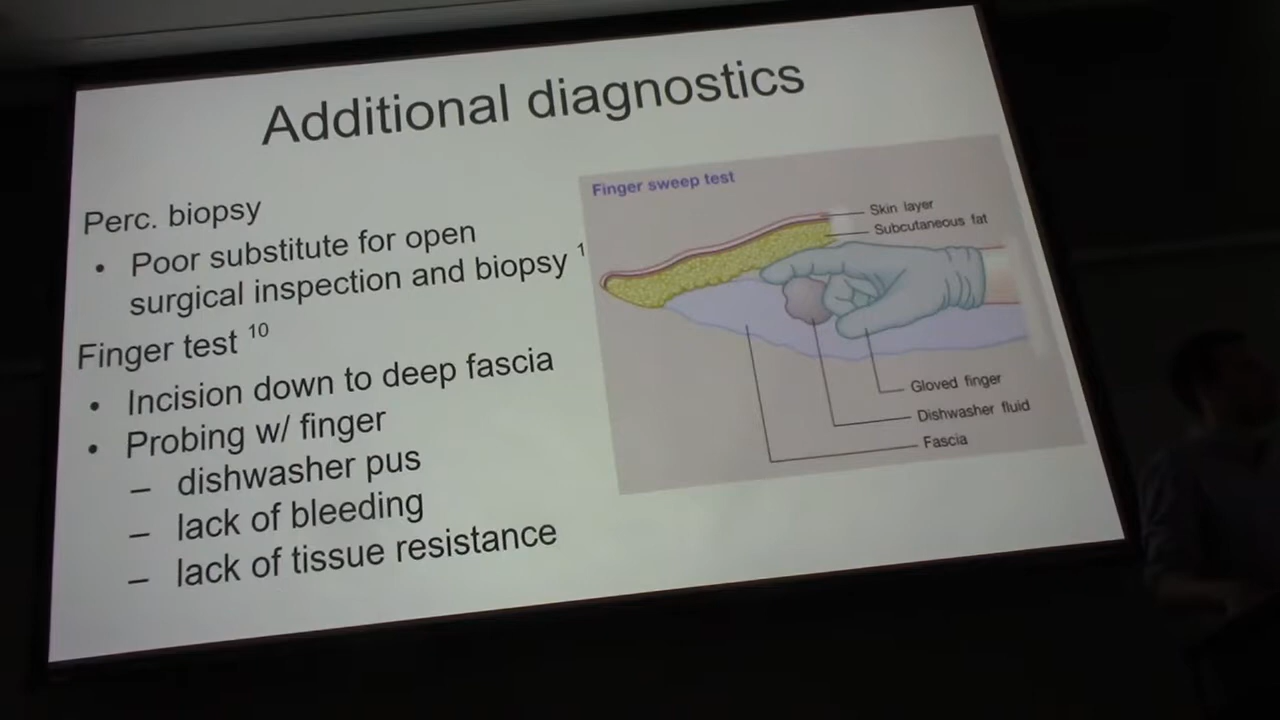 Additional diagnostics
Perc. biopsy
• Poor substitute for open
surgical inspection and biopsy 1
Finger test 10
• Incision down to deep fascia
• Probing w/ finger
– dishwasher pus
– lack of bleeding
– lack of tissue resistance
Finger sweep test
Skin layer
Subcutaneous fat
Gloved finger
Dishwasher fluid
Fascia